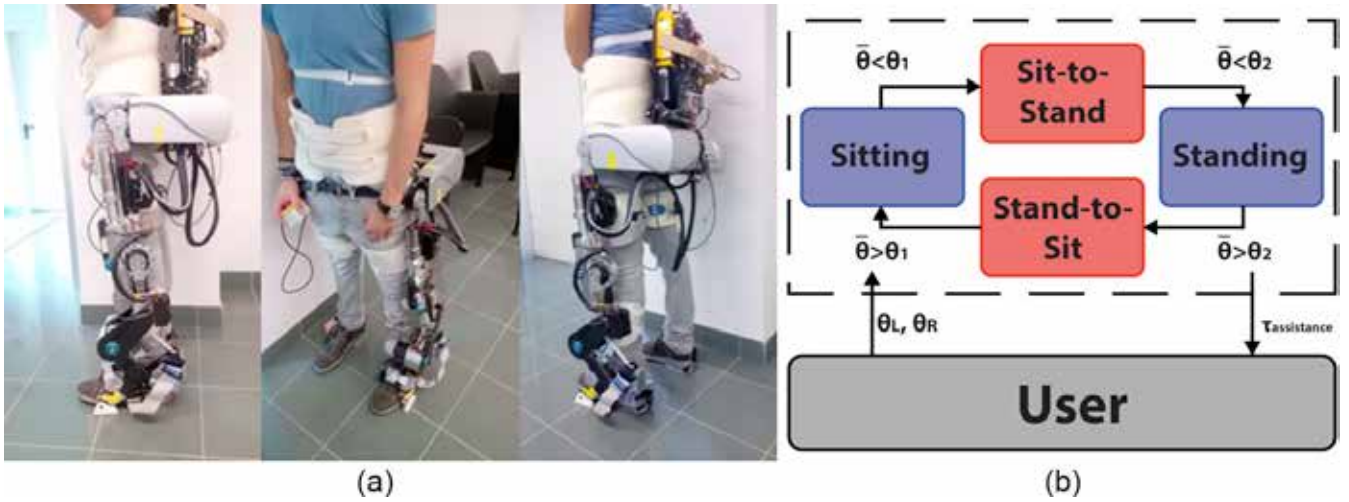 θ̅<θ1
Sit-to-
Stand
θ̅<θ2
Sitting
Standing
Stand-to-
Sit
θ̅>θ1
θ̅>θ2
θL, θR
τassistance
User
(a)
(b)